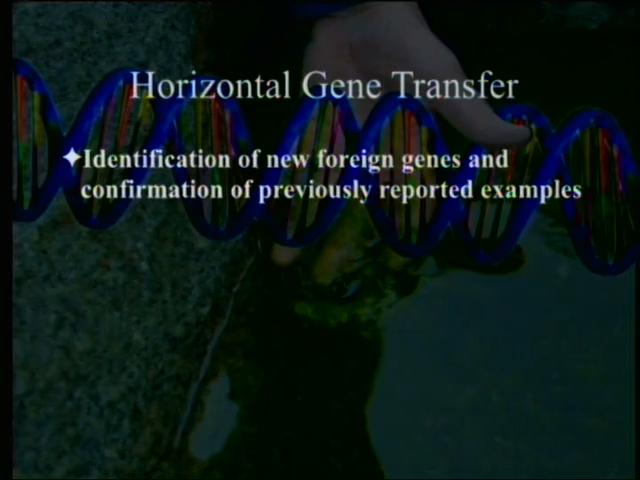 Horizontal Gene Transfer
✦Identification of new foreign genes and
confirmation of previously reported examples